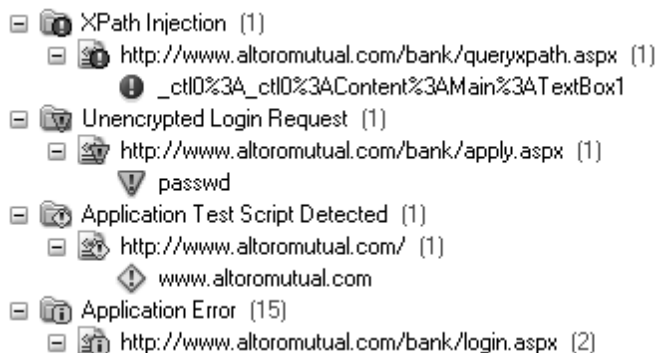 XPath Injection (1)
http://www.altoromutual.com/bank/queryxpath.aspx (1)
_ctl0%3A_ctl0%3AContent%3AMain%3ATextBox1
Unencrypted Login Request (1)
http://www.altoromutual.com/bank/apply.aspx (1)
passwd
Application Test Script Detected (1)
http://www.altoromutual.com/ (1)
www.altoromutual.com
Application Error (15)
http://www.altoromutual.com/bank/login.aspx (2)